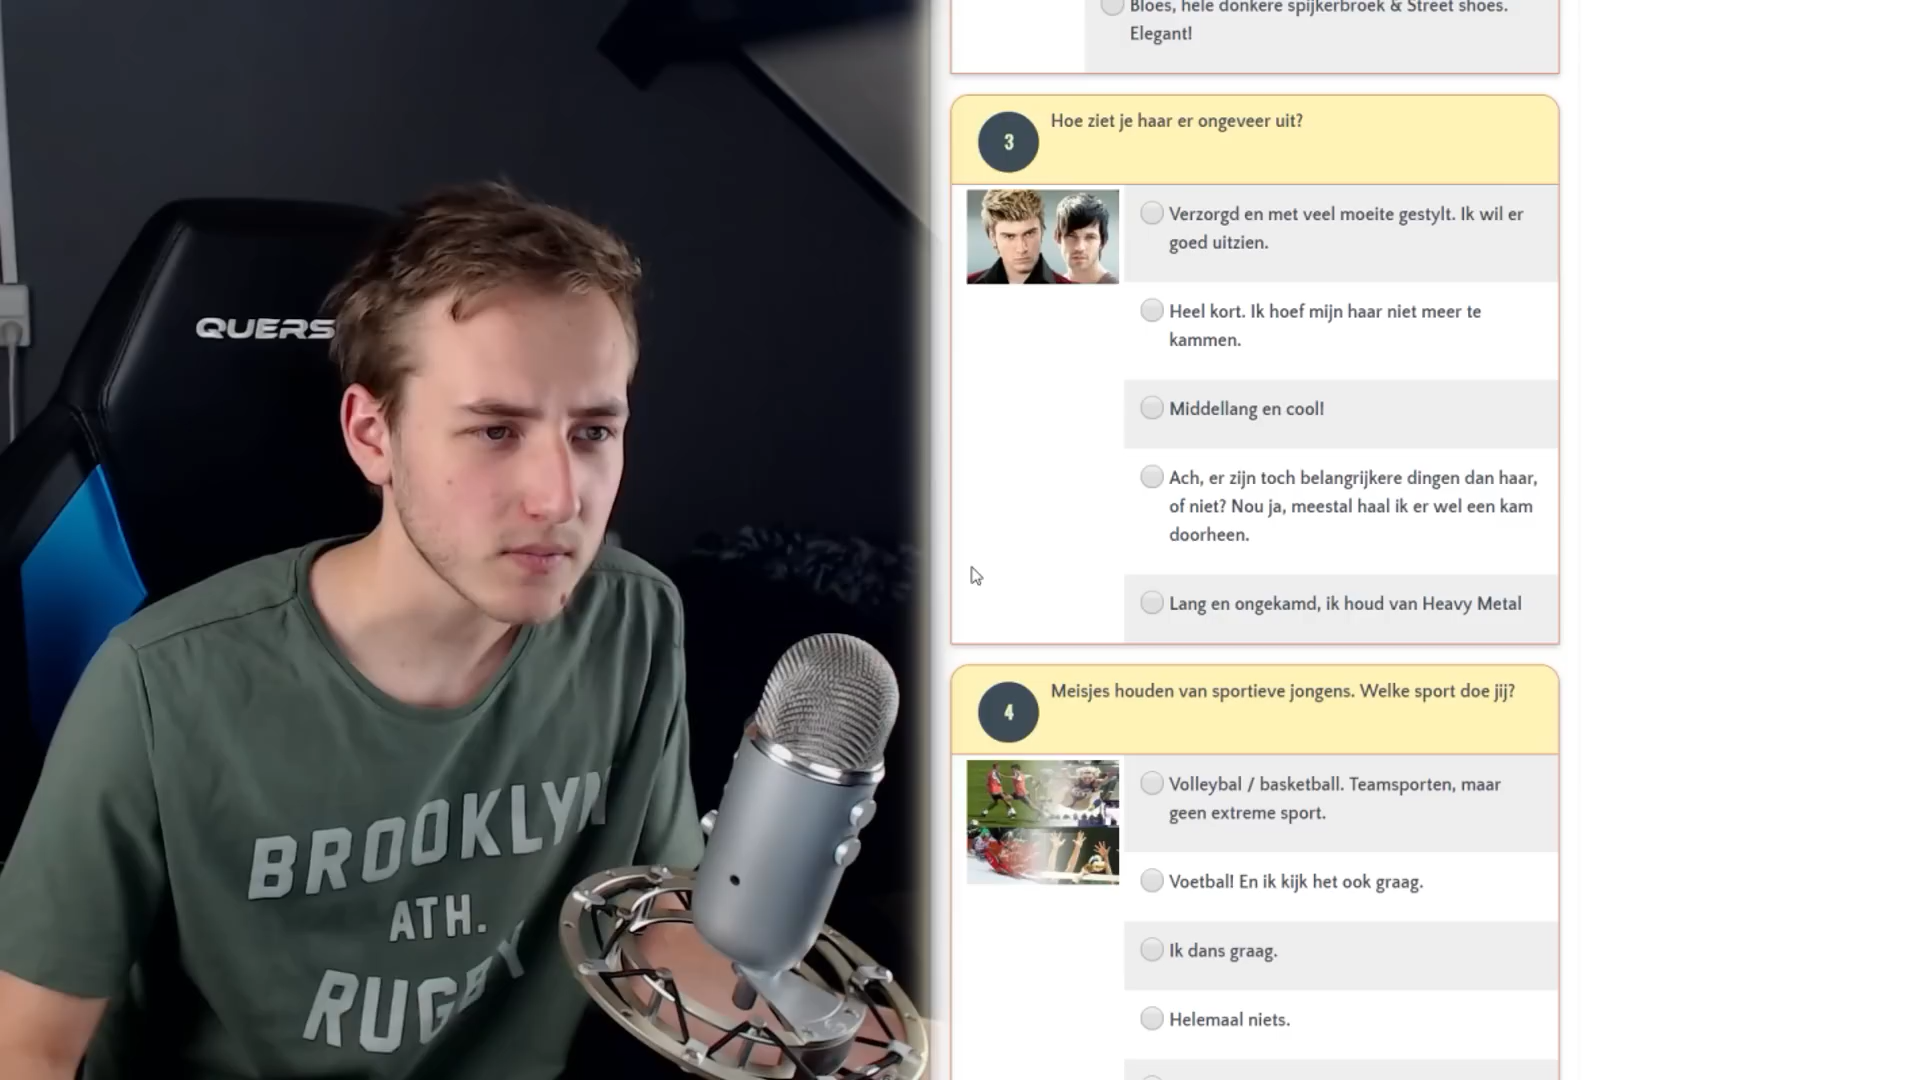 Bloes, hele donkere spijkerbroek & Street shoes.
Elegant!
3
Hoe ziet je haar er ongeveer uit?
Verzorgd en met veel moeite gestylt. Ik wil er
goed uitzien.
Heel kort. Ik hoef mijn haar niet meer te
kammen.
Middellang en cool!
Ach, er zijn toch belangrijkere dingen dan haar,
of niet? Nou ja, meestal haal ik er wel een kam
doorheen.
Lang en ongekamd, ik houd van Heavy Metal
4
Meisjes houden van sportieve jongens. Welke sport doe jij?
Volleybal / basketball. Teamsporten, maar
geen extreme sport.
Voetbal! En ik kijk het ook graag.
Ik dans graag.
Helemaal niets.
QUERS
BROOKLYN
ATH.
RUGBY